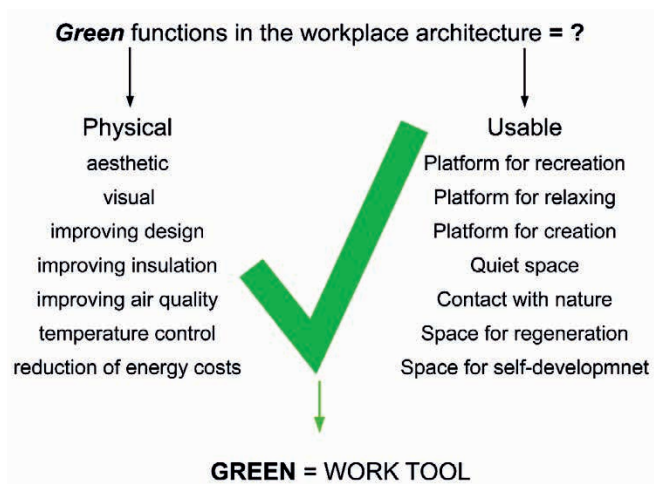 Green functions in the workplace architecture = ?
Physical
aesthetic
visual
improving design
improving insulation
improving air quality
temperature control
reduction of energy costs
Usable
Platform for recreation
Platform for relaxing
Platform for creation
Quiet space
Contact with nature
Space for regeneration
Space for self-developmnet
GREEN = WORK TOOL